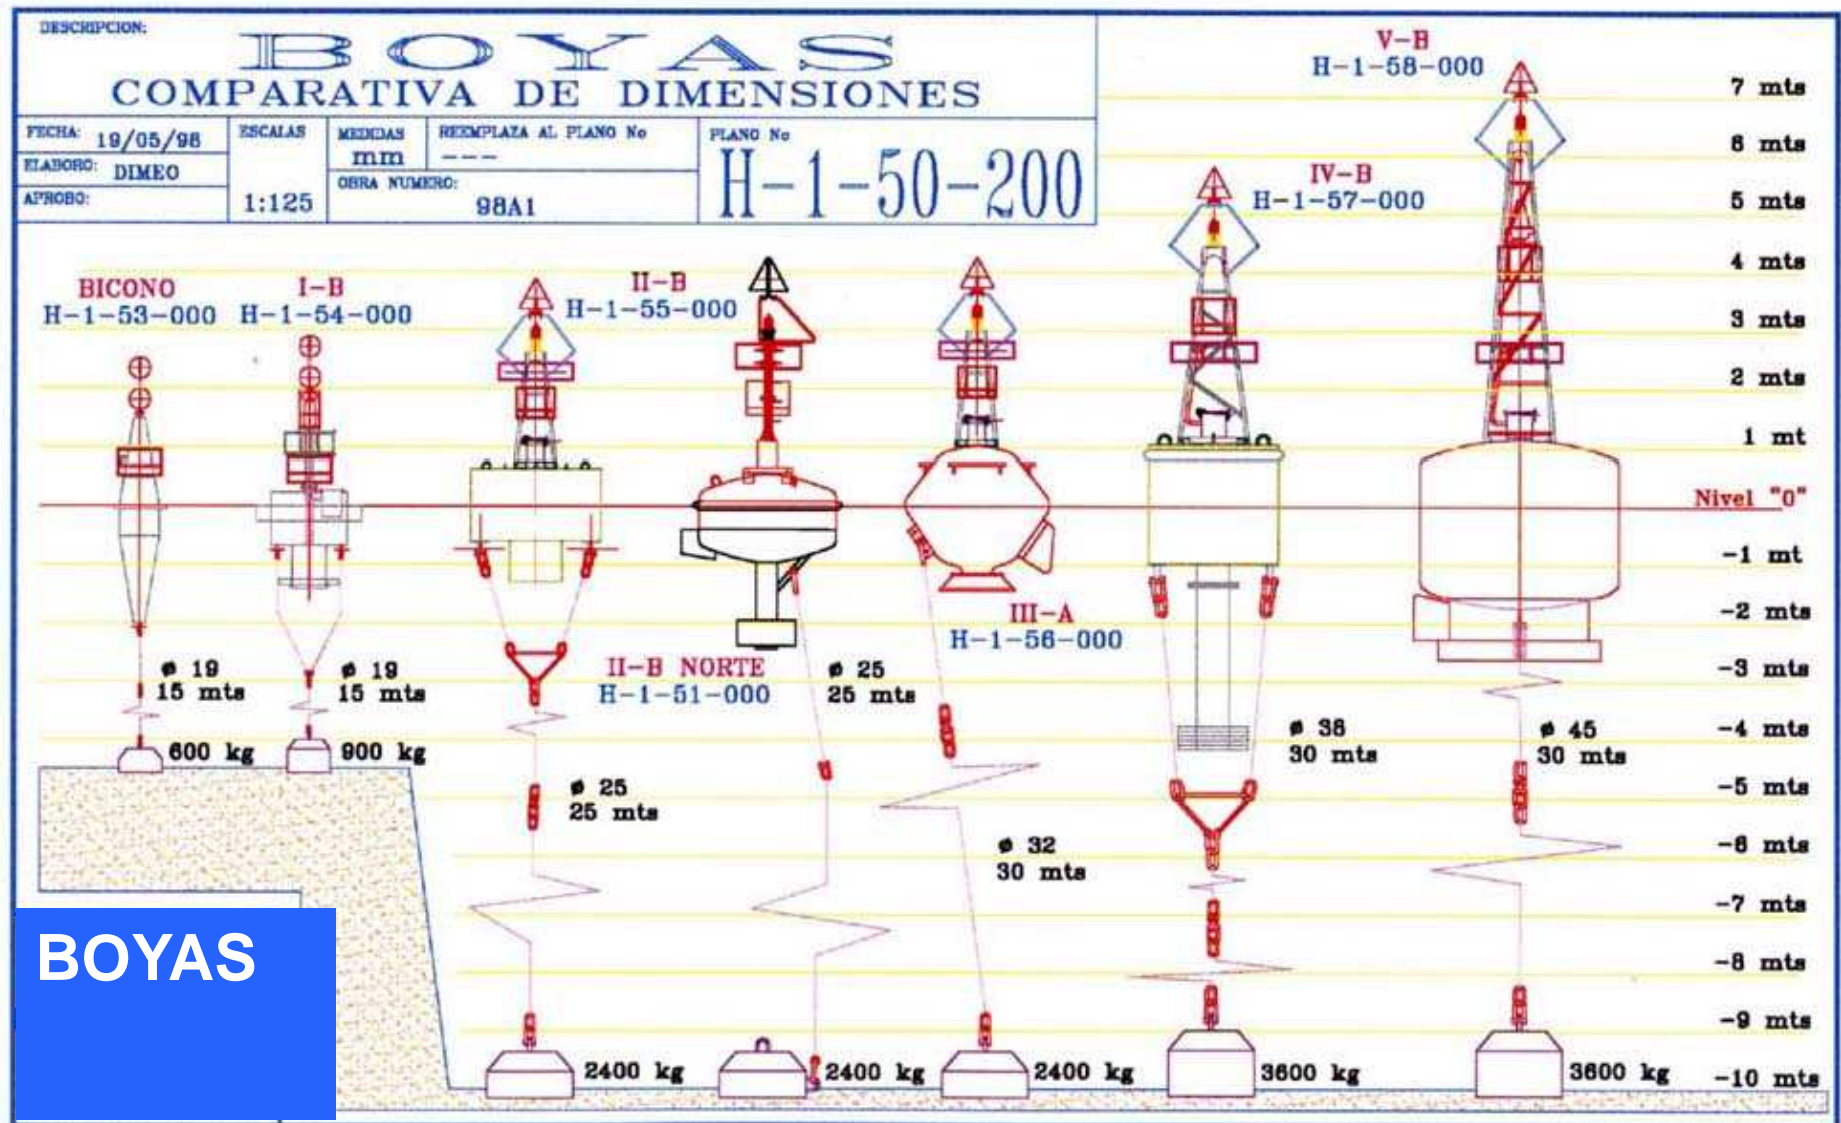 DESCRIPCION:
BOYAS
COMPARATIVA DE DIMENSIONES
FECHA: 19/05/98
ELABORO: DIMEO
APROBO:
ESCALAS
1:125
MEDIDAS
mm
REEMPLAZA AL PLANO No
---
OBRA NUMERO:
98A1
PLANO No
H-1-50-200
V-B
H-1-58-000
IV-B
H-1-57-000
BICONO
H-1-53-000
I-B
H-1-54-000
II-B
H-1-55-000
7 mts
6 mts
5 mts
4 mts
3 mts
2 mts
1 mt
Nivel "0"
-1 mt
-2 mts
-3 mts
-4 mts
-5 mts
-6 mts
-7 mts
-8 mts
-9 mts
-10 mts
III-A
H-1-56-000
II-B NORTE
H-1-51-000
ø 19
15 mts
ø 19
15 mts
ø 25
25 mts
ø 25
25 mts
ø 32
30 mts
ø 38
30 mts
ø 45
30 mts
600 kg
900 kg
2400 kg
2400 kg
2400 kg
3600 kg
3600 kg
BOYAS